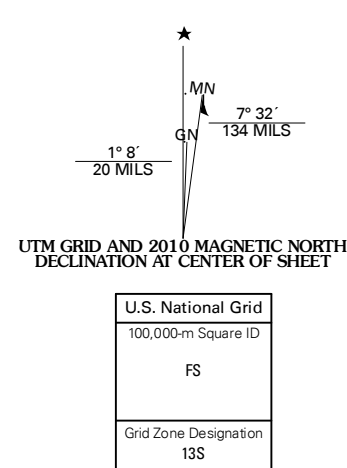 ★
MN
7° 32´
134 MILS
GN
1° 8´
20 MILS
UTM GRID AND 2010 MAGNETIC NORTH
DECLINATION AT CENTER OF SHEET
U.S. National Grid
100,000-m Square ID
FS
Grid Zone Designation
13S